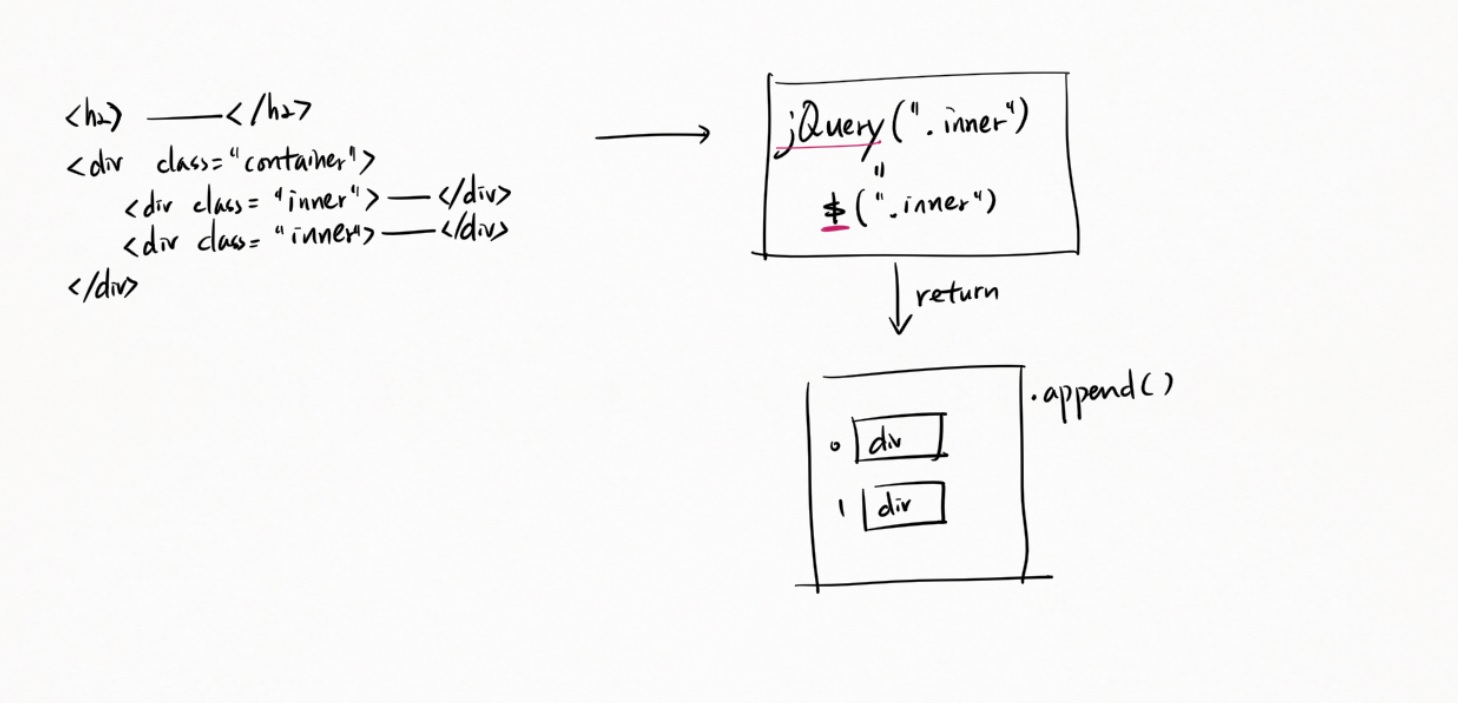 <h2> ——</h2>
<div class="container">
<div class="inner"> — </div>
<div class="inner"> — </div>
</div>
jQuery(".inner")
"
$(".inner")
return
.append()
0 div
1 div